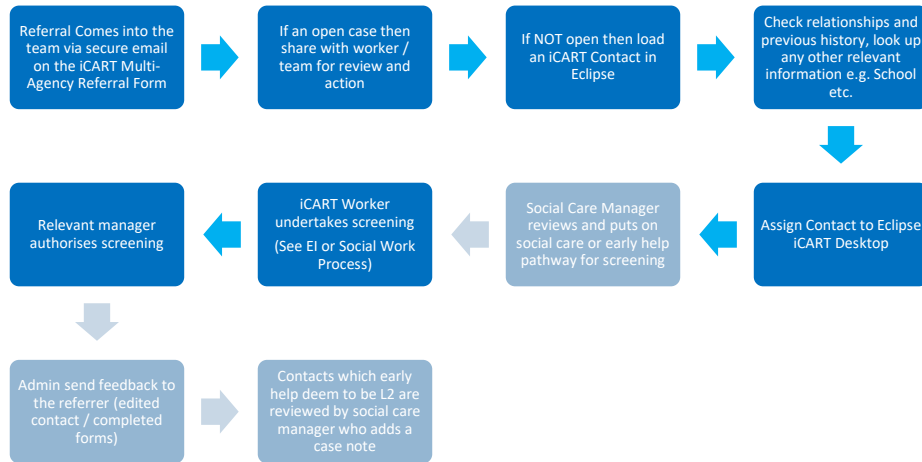 Referral Comes into the
team via secure email
on the iCART Multi-
Agency Referral Form
If an open case then
share with worker /
team for review and
action
If NOT open then load
an iCART Contact in
Eclipse
Check relationships and
previous history, look up
any other relevant
information e.g. School
etc.
Assign Contact to Eclipse
iCART Desktop
Social Care Manager
reviews and puts on
social care or early help
pathway for screening
iCART Worker
undertakes screening
(See EI or Social Work
Process)
Relevant manager
authorises screening
Admin send feedback to
the referrer (edited
contact / completed
forms)
Contacts which early
help deem to be L2 are
reviewed by social care
manager who adds a
case note